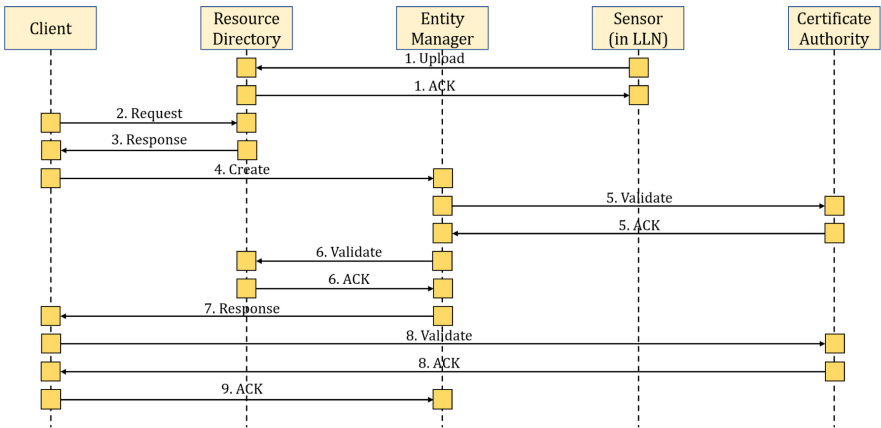 Client
Resource
Directory
Entity
Manager
Sensor
(in LLN)
Certificate
Authority
1. Upload
1. ACK
2. Request
3. Response
4. Create
5. Validate
5. ACK
6. Validate
6. ACK
7. Response
8. Validate
8. ACK
9. ACK